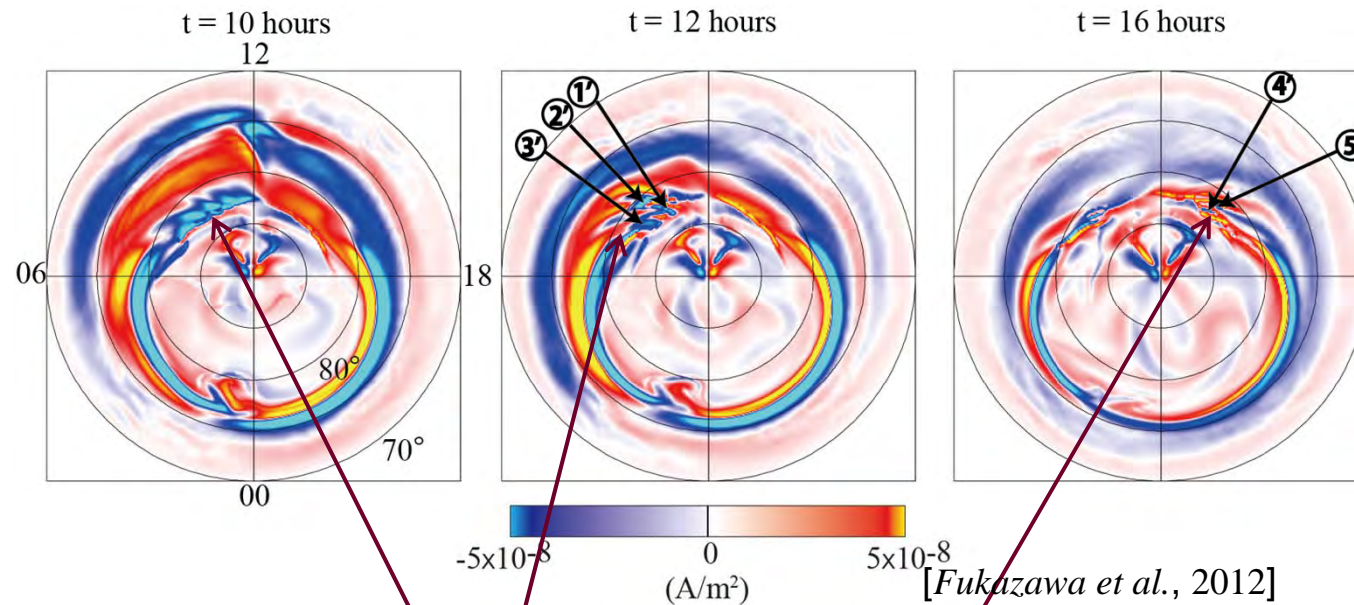 t = 10 hours
t = 12 hours
t = 16 hours
12
①'
②'
③'
④'
⑤
06
18
80°
70°
00
-5x10⁻⁸
0
5x10⁻⁸
(A/m²)
[Fukazawa et al., 2012]